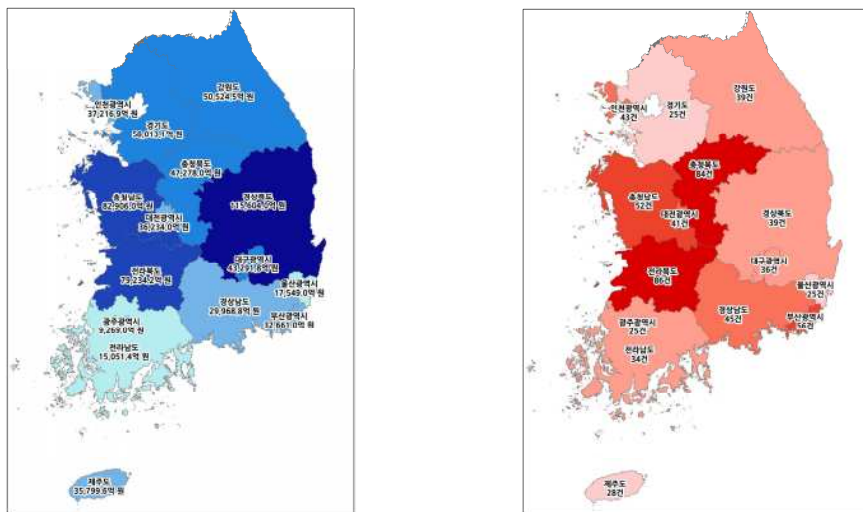 강원도
50,524.5억 원
인천광역시
37,216.9억 원
경기도
58,013.1억 원
충청북도
47,278.0억 원
충청남도
82,906.0억 원
대전광역시
36,234.0억 원
경상북도
115,604.0억 원
대구광역시
43,291.8억 원
전라북도
73,234.2억 원
울산광역시
17,549.0억 원
경상남도
29,968.8억 원
부산광역시
32,661.0억 원
광주광역시
9,269.0억 원
전라남도
15,051.4억 원
제주도
35,799.6억 원
강원도
39건
인천광역시
43건
경기도
25건
충청북도
84건
충청남도
52건
대전광역시
41건
경상북도
39건
대구광역시
36건
전라북도
86건
울산광역시
25건
경상남도
45건
부산광역시
56건
광주광역시
25건
전라남도
34건
제주도
28건